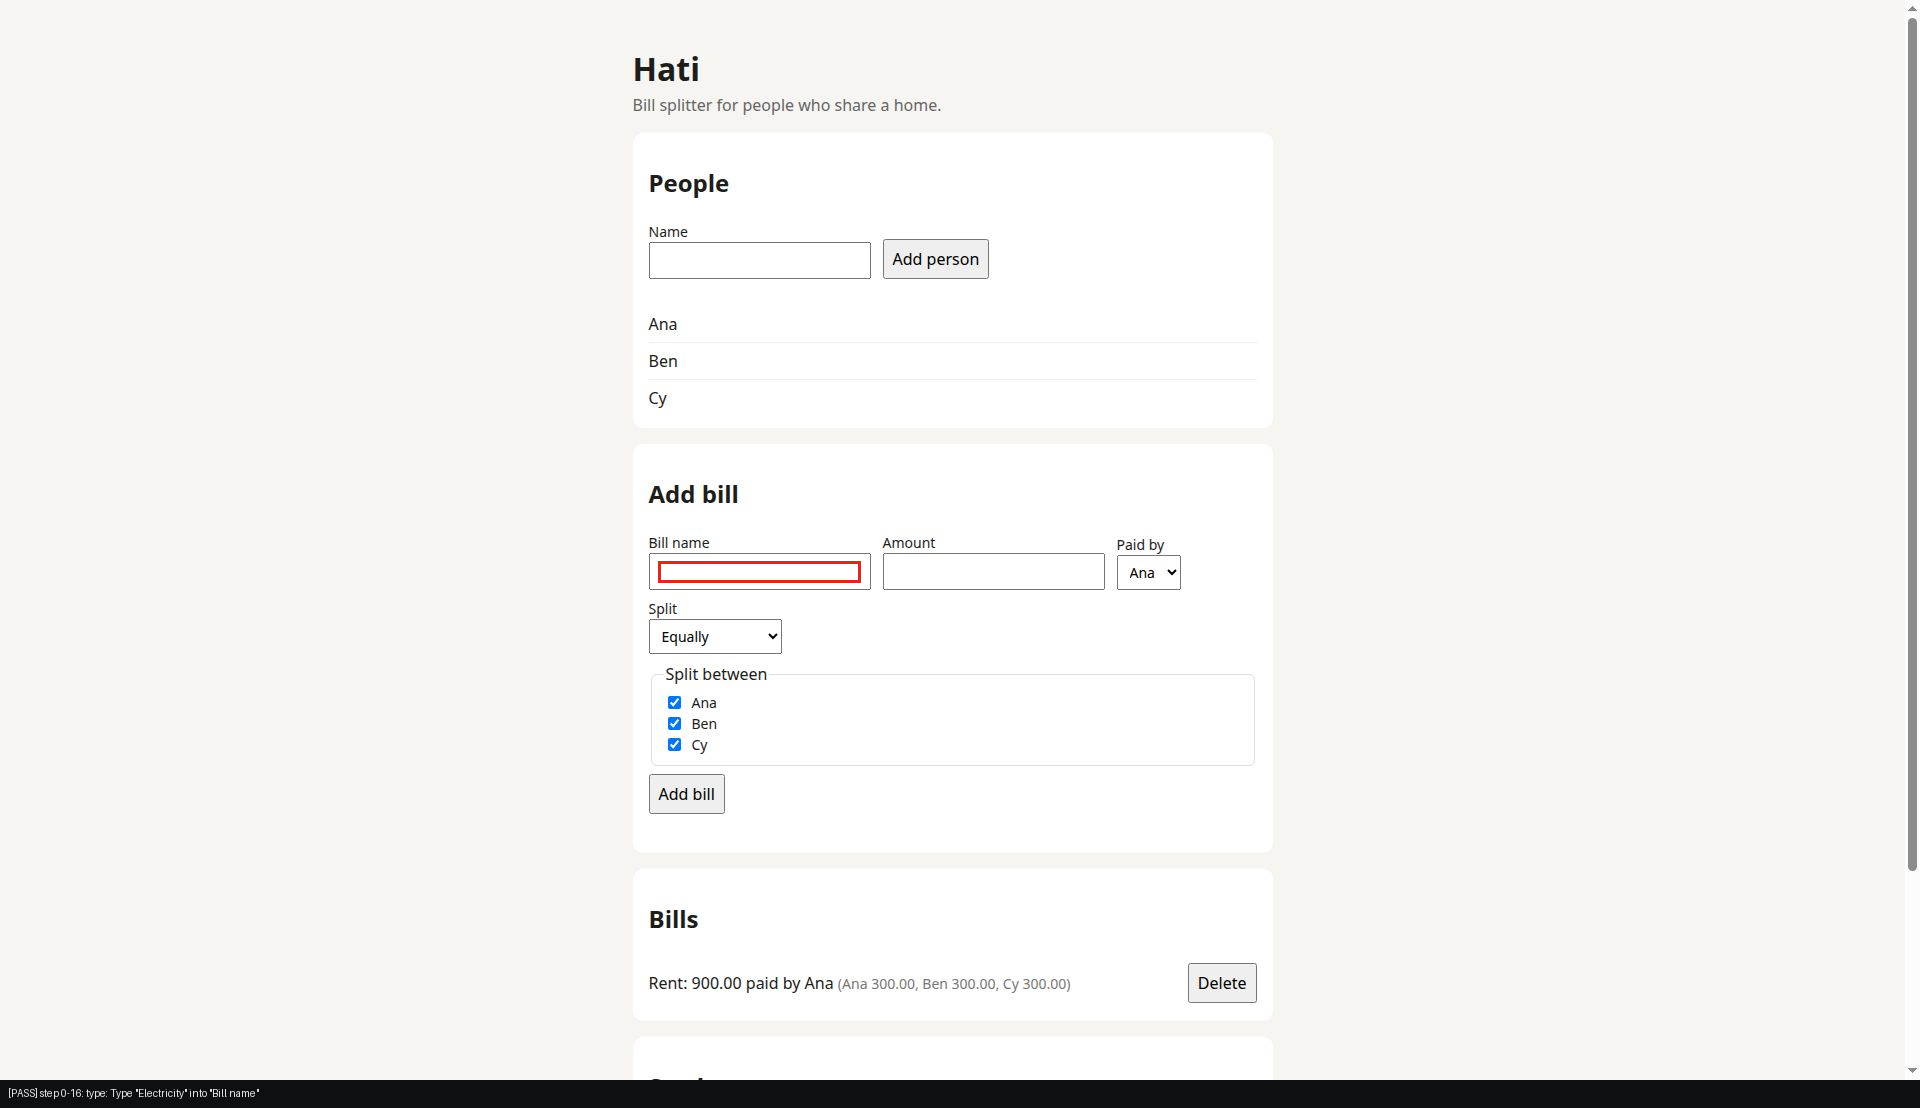 Hati
Bill splitter for people who share a home.
People
Name
Add person
Ana
Ben
Cy
Add bill
Bill name Amount Paid by
Ana
Split
Equally
Split between
Ana
Ben
Cy
Add bill
Bills
Rent: 900.00 paid by Ana (Ana 300.00, Ben 300.00, Cy 300.00) Delete
[PASS] step 0-16: type: Type "Electricity" into "Bill name"